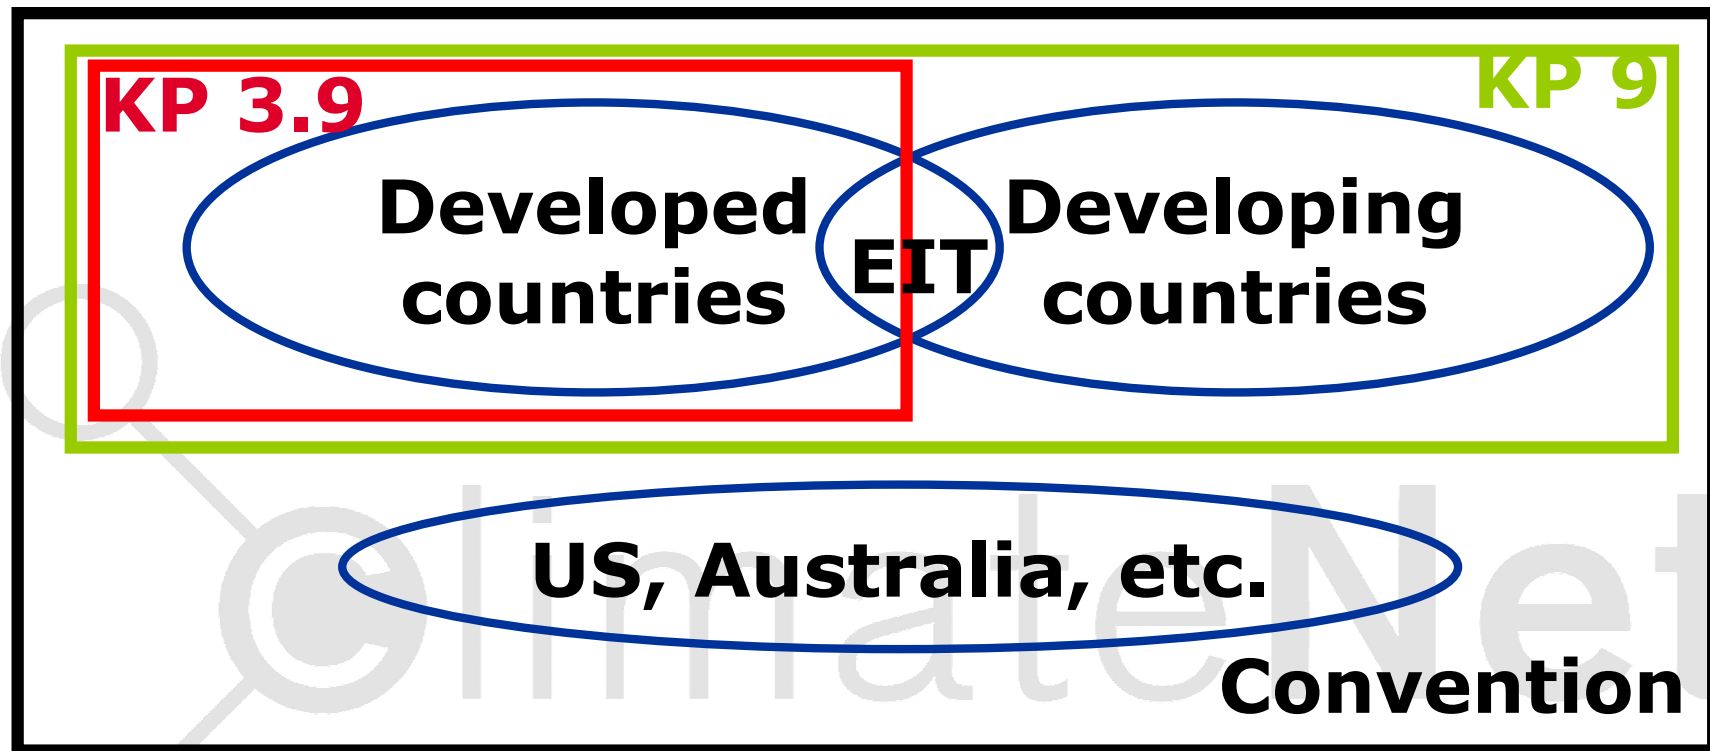 KP 3.9
KP 9
Developed
countries
EIT
Developing
countries
US, Australia, etc.
Convention
ClimateNet